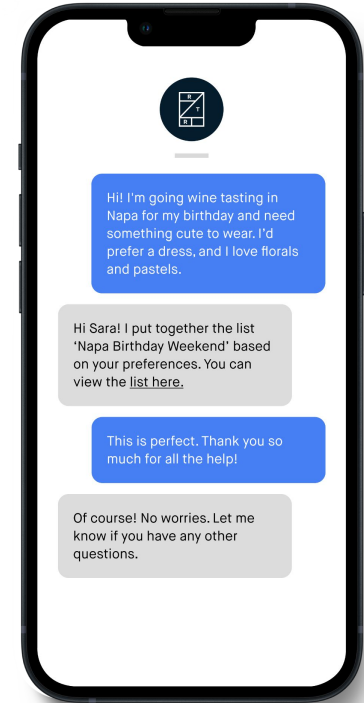 R
T
R
Hi! I'm going wine tasting in
Napa for my birthday and need
something cute to wear. I'd
prefer a dress, and I love florals
and pastels.
Hi Sara! I put together the list
‘Napa Birthday Weekend’ based
on your preferences. You can
view the list here.
This is perfect. Thank you so
much for all the help!
Of course! No worries. Let me
know if you have any other
questions.